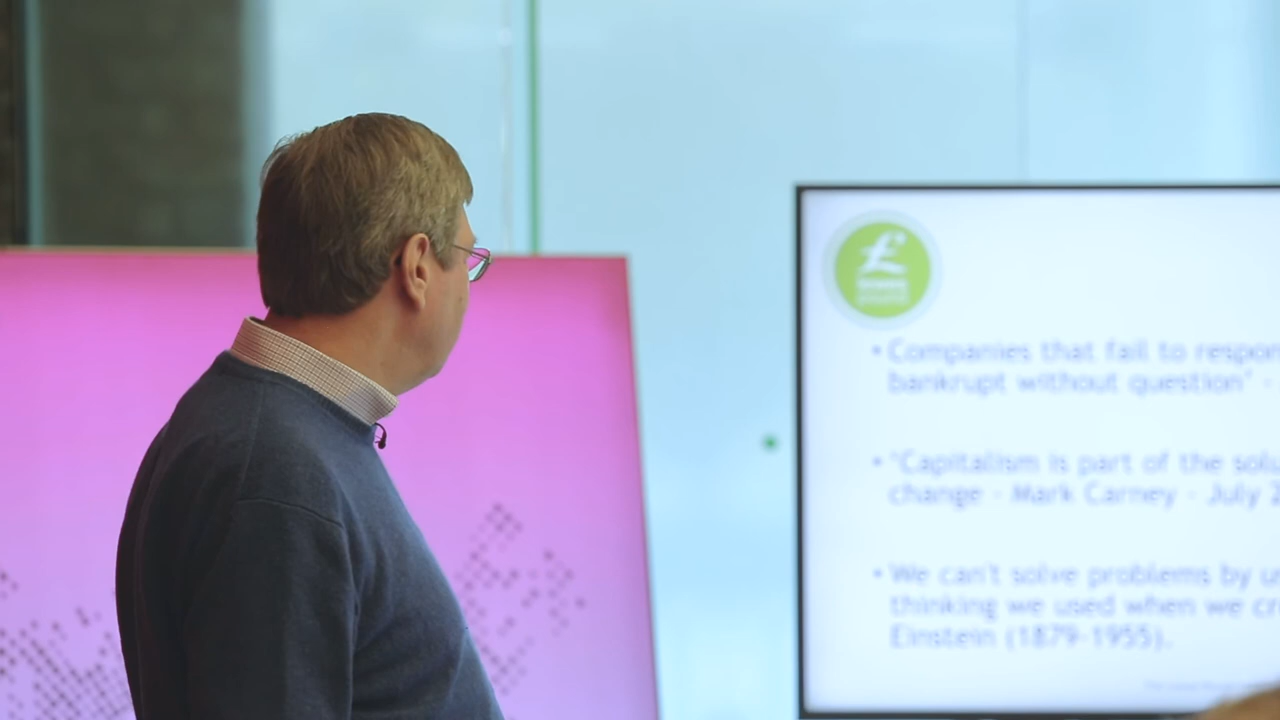 £
• Companies that fail to respon
bankrupt without question" -
• "Capitalism is part of the solu
change - Mark Carney - July 2
• We can't solve problems by u
thinking we used when we cr
Einstein (1879-1955).